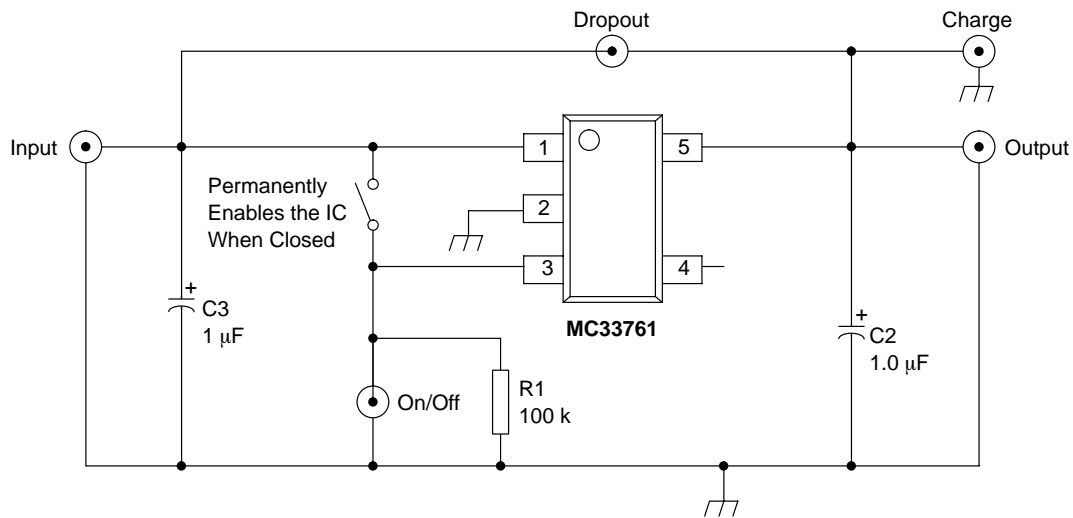 Dropout
Charge
Input
1
5
Output
Permanently
Enables the IC
When Closed
2
3
4
+
C3
1 μF
MC33761
+
C2
1.0 μF
On/Off
R1
100 k